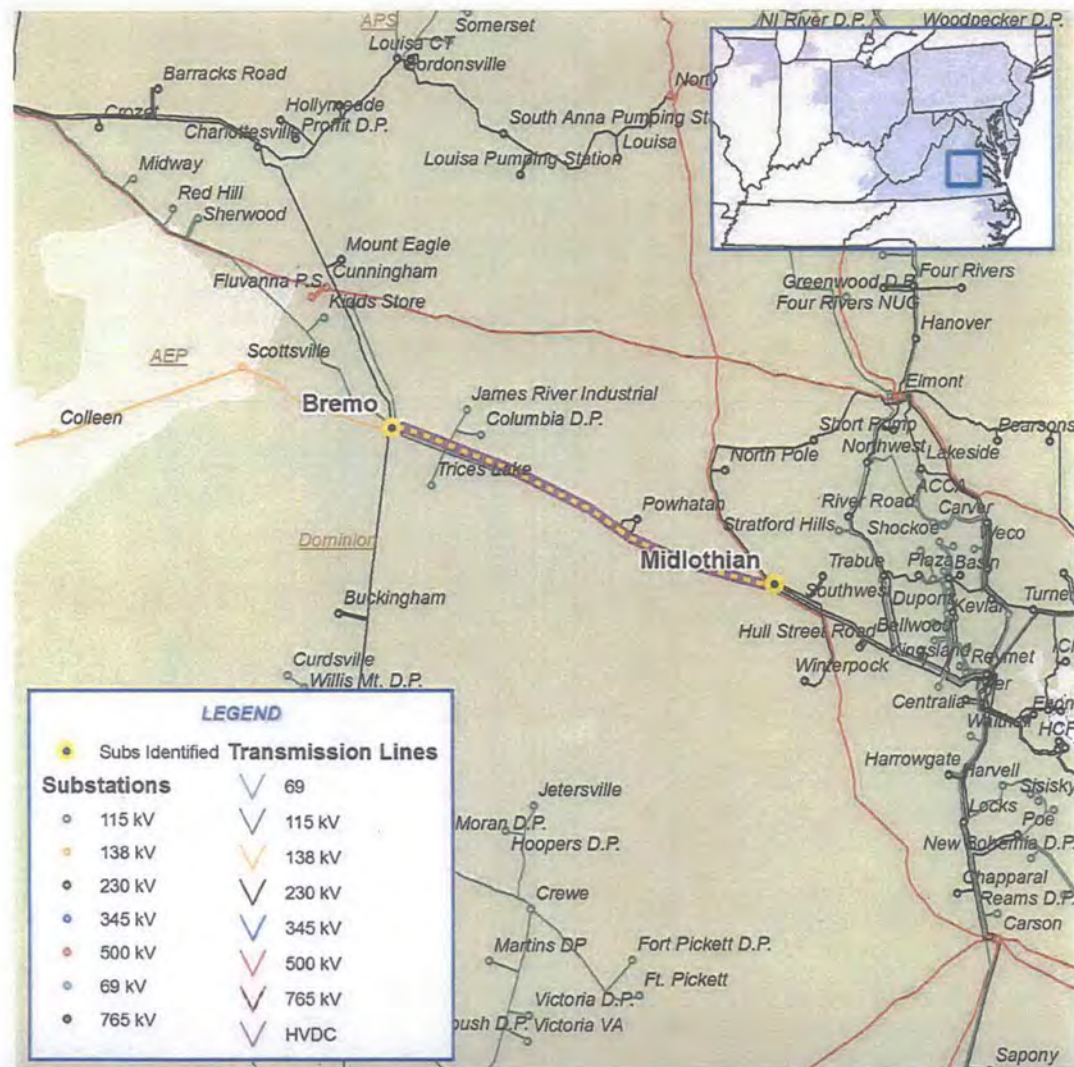 APS
Somerset
NI River D.P.
Woodpecker D.P.
Louisa CT
Gordonsville
Barracks Road
Crozet
Hollymeade
Proffit D.P.
Charlottesville
South Anna Pumping Sta
Louisa
Louisa Pumping Station
Midway
Red Hill
Sherwood
Mount Eagle
Cunningham
Fluvanna P.S.
Kidds Store
Greenwood D.P.
Four Rivers
Four Rivers NUG
Hanover
AEP
Scottsville
Colleen
Bremo
James River Industrial
Columbia D.P.
Trices Lake
Elmont
Short Pump
Northwest
Pearsons
Lakeside
North Pole
ACCA
River Road
Carver
Powhatan
Stratford Hills
Shockoe
Dominion
Midlothian
Trabue
Plaza
Basin
Southwest
Dupont
Kevlar
Buckingham
Bellwood
Hull Street Road
Kingsland
Reymet
Winterpock
Curdsville
Willis Mt. D.P.
Centralia
Harrowgate
Harvell
Sisisky
Locks
Poe
New Bohemia D.P.
Chapparal
Reams D.P.
Carson
Jetersville
Moran D.P.
Hoopers D.P.
Crewe
Martins DP
Fort Pickett D.P.
Ft. Pickett
Victoria D.P.
oush D.P.
Victoria VA
Sapony
LEGEND
Subs Identified
Substations
115 kV
138 kV
230 kV
345 kV
500 kV
69 kV
765 kV
Transmission Lines
69
115 kV
138 kV
230 kV
345 kV
500 kV
765 kV
HVDC